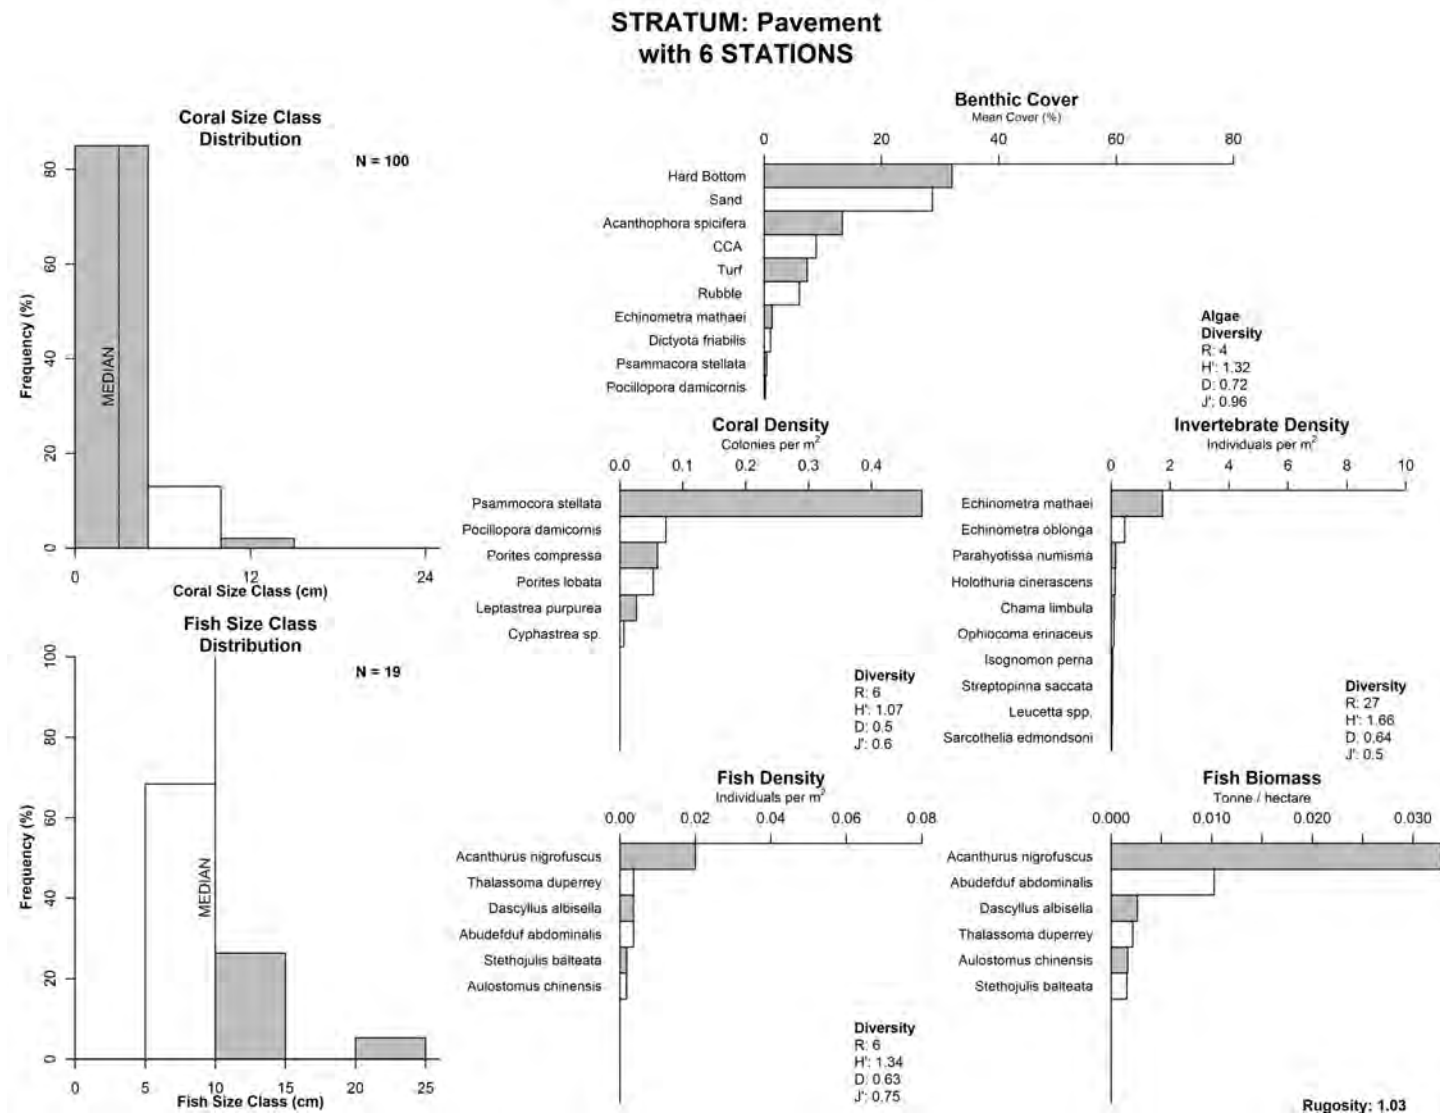 STRATUM: Pavement
with 6 STATIONS
Coral Size Class
Distribution
N = 100
Frequency (%)
0 20 40 60 80
MEDIAN
0 12 24
Coral Size Class (cm)
Benthic Cover
Mean Cover (%)
0 20 40 60 80
Hard Bottom
Sand
Acanthophora spicifera
CCA
Turf
Rubble
Echinometra mathaei
Dictyota friabilis
Psammacora stellata
Pocillopora damicornis
Algae
Diversity
R: 4
H': 1.32
D: 0.72
J': 0.96
Coral Density
Colonies per m²
0.0 0.1 0.2 0.3 0.4
Psammocora stellata
Pocillopora damicornis
Porites compressa
Porites lobata
Leptastrea purpurea
Cyphastrea sp.
Diversity
R: 6
H': 1.07
D: 0.5
J': 0.6
Invertebrate Density
Individuals per m²
0 2 4 6 8 10
Echinometra mathaei
Echinometra oblonga
Parahyotissa numisma
Holothuria cinerascens
Chama limbula
Ophiocoma erinaceus
Isognomon perna
Streptopinna saccata
Leucetta spp.
Sarcothelia edmondsoni
Diversity
R: 27
H': 1.66
D: 0.64
J': 0.5
Fish Size Class
Distribution
N = 19
Frequency (%)
0 20 40 60 80 100
MEDIAN
0 5 10 15 20 25
Fish Size Class (cm)
Fish Density
Individuals per m²
0.00 0.02 0.04 0.06 0.08
Acanthurus nigrofuscus
Thalassoma duperrey
Dascyllus albisella
Abudefduf abdominalis
Stethojulis balteata
Aulostomus chinensis
Diversity
R: 6
H': 1.34
D: 0.63
J': 0.75
Fish Biomass
Tonne / hectare
0.000 0.010 0.020 0.030
Acanthurus nigrofuscus
Abudefduf abdominalis
Dascyllus albisella
Thalassoma duperrey
Aulostomus chinensis
Stethojulis balteata
Rugosity: 1.03